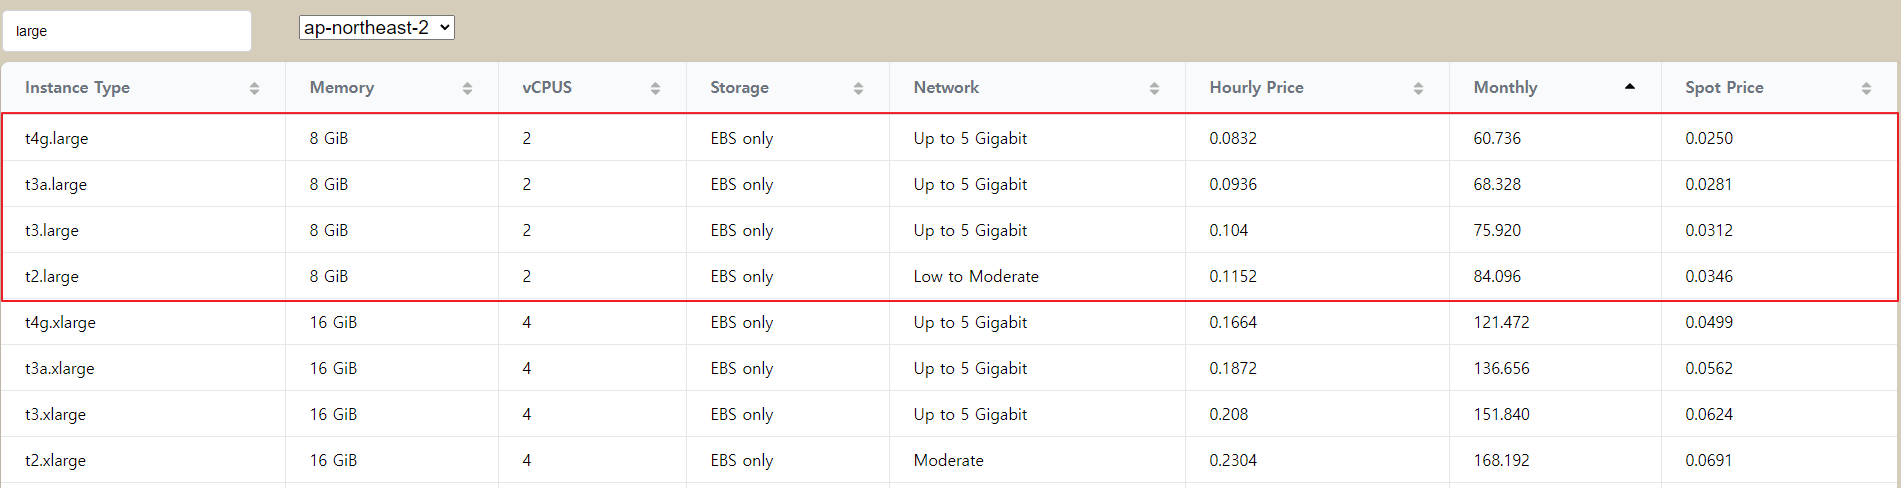 large ap-northeast-2
Instance Type Memory vCPUS Storage Network Hourly Price Monthly Spot Price
t4g.large 8 GiB 2 EBS only Up to 5 Gigabit 0.0832 60.736 0.0250
t3a.large 8 GiB 2 EBS only Up to 5 Gigabit 0.0936 68.328 0.0281
t3.large 8 GiB 2 EBS only Up to 5 Gigabit 0.104 75.920 0.0312
t2.large 8 GiB 2 EBS only Low to Moderate 0.1152 84.096 0.0346
t4g.xlarge 16 GiB 4 EBS only Up to 5 Gigabit 0.1664 121.472 0.0499
t3a.xlarge 16 GiB 4 EBS only Up to 5 Gigabit 0.1872 136.656 0.0562
t3.xlarge 16 GiB 4 EBS only Up to 5 Gigabit 0.208 151.840 0.0624
t2.xlarge 16 GiB 4 EBS only Moderate 0.2304 168.192 0.0691